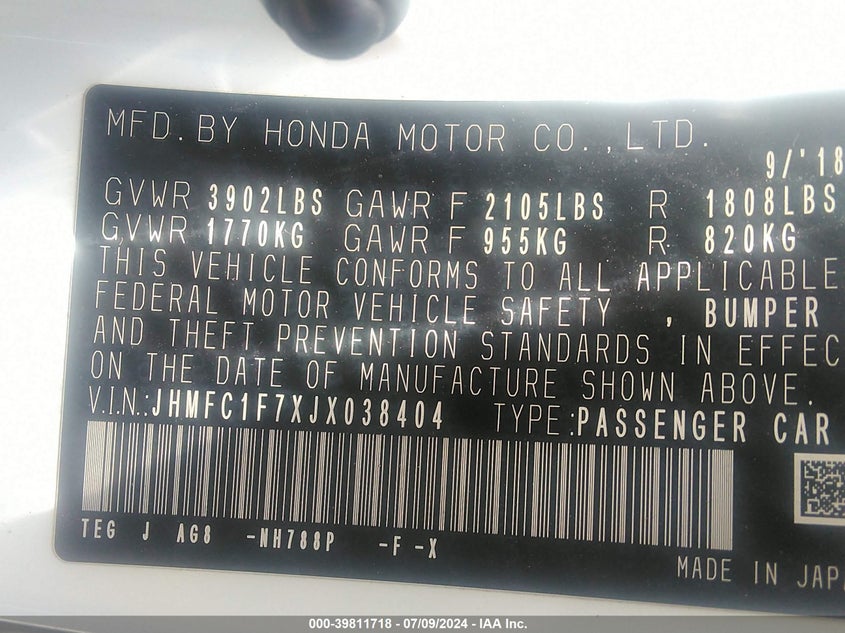 MFD. BY HONDA MOTOR CO., LTD.
9/'18
GVWR 3902LBS GAWR F 2105LBS R 1808LBS
GVWR 1770KG GAWR F 955KG R 820KG
THIS VEHICLE CONFORMS TO ALL APPLICABLE
FEDERAL MOTOR VEHICLE SAFETY , BUMPER
AND THEFT PREVENTION STANDARDS IN EFFEC
ON THE DATE OF MANUFACTURE SHOWN ABOVE.
V.I.N.:JHMFC1F7XJX038404 TYPE:PASSENGER CAR
TEG J AG8 -NH788P -F -X
MADE IN JAPA
000-39811718 - 07/09/2024 - IAA Inc.